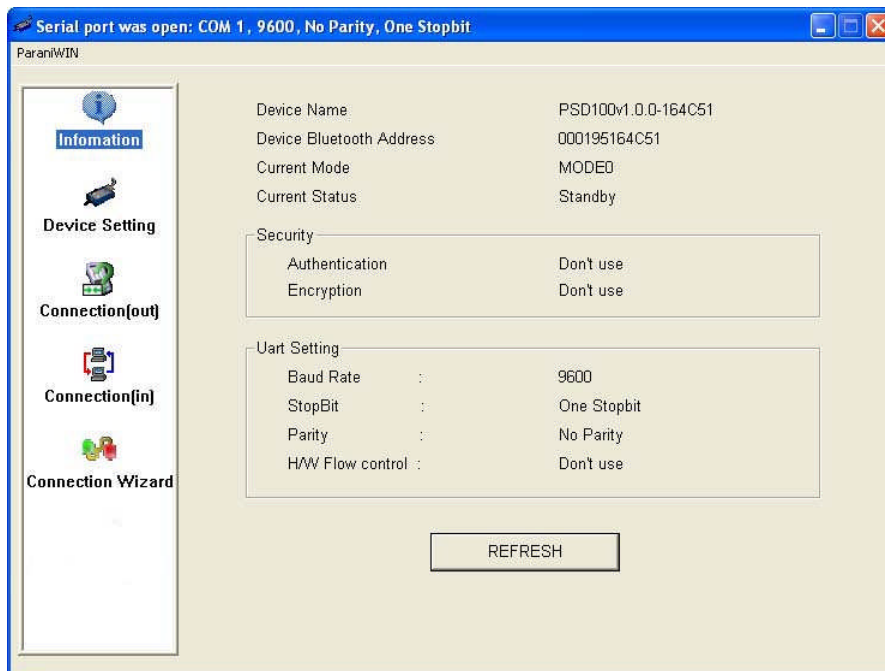 Serial port was open: COM 1, 9600, No Parity, One Stopbit
ParaniWIN
Infomation
Device Setting
Connection(out)
Connection(in)
Connection Wizard
Device Name PSD100v1.0.0-164C51
Device Bluetooth Address 000195164C51
Current Mode MODE0
Current Status Standby
Security
Authentication Don't use
Encryption Don't use
Uart Setting
Baud Rate : 9600
StopBit : One Stopbit
Parity : No Parity
H/W Flow control : Don't use
REFRESH